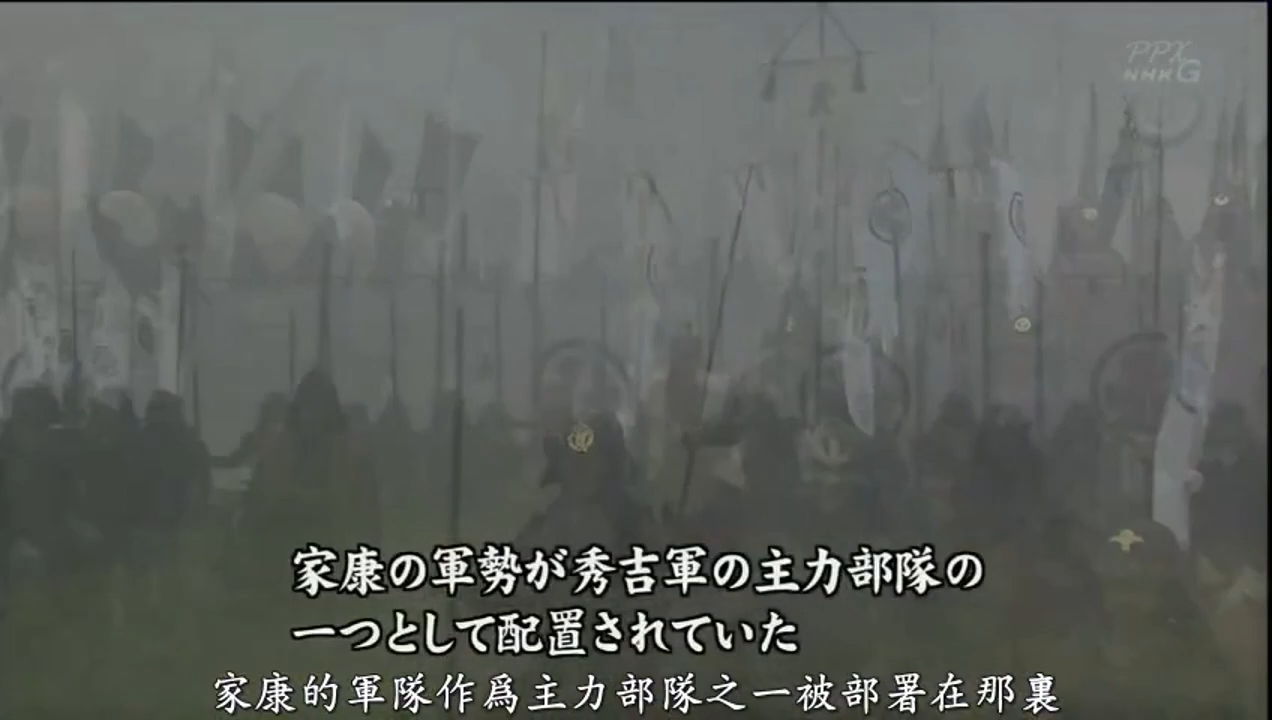 PPX
NHK G
家康の軍勢が秀吉軍の主力部隊の
一つとして配置されていた
家康的軍隊作爲主力部隊之一被部署在那裏